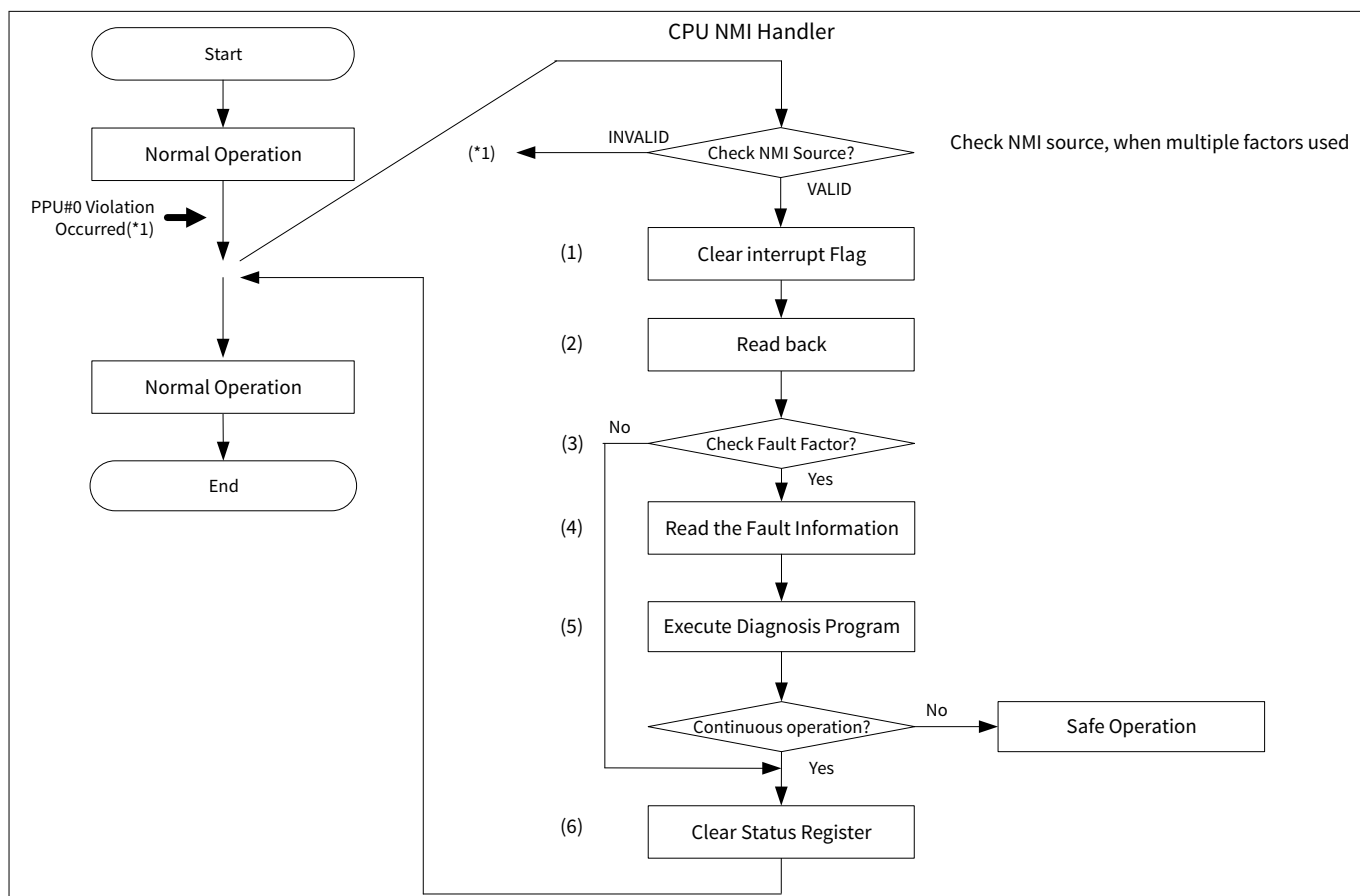 CPU NMI Handler
Start
Normal Operation
PPU#0 Violation
Occurred(*1)
Normal Operation
End
INVALID
(*1)
Check NMI Source?
Check NMI source, when multiple factors used
VALID
(1)
Clear interrupt Flag
(2)
Read back
No
(3)
Check Fault Factor?
Yes
(4)
Read the Fault Information
(5)
Execute Diagnosis Program
Continuous operation?
No
Safe Operation
Yes
(6)
Clear Status Register